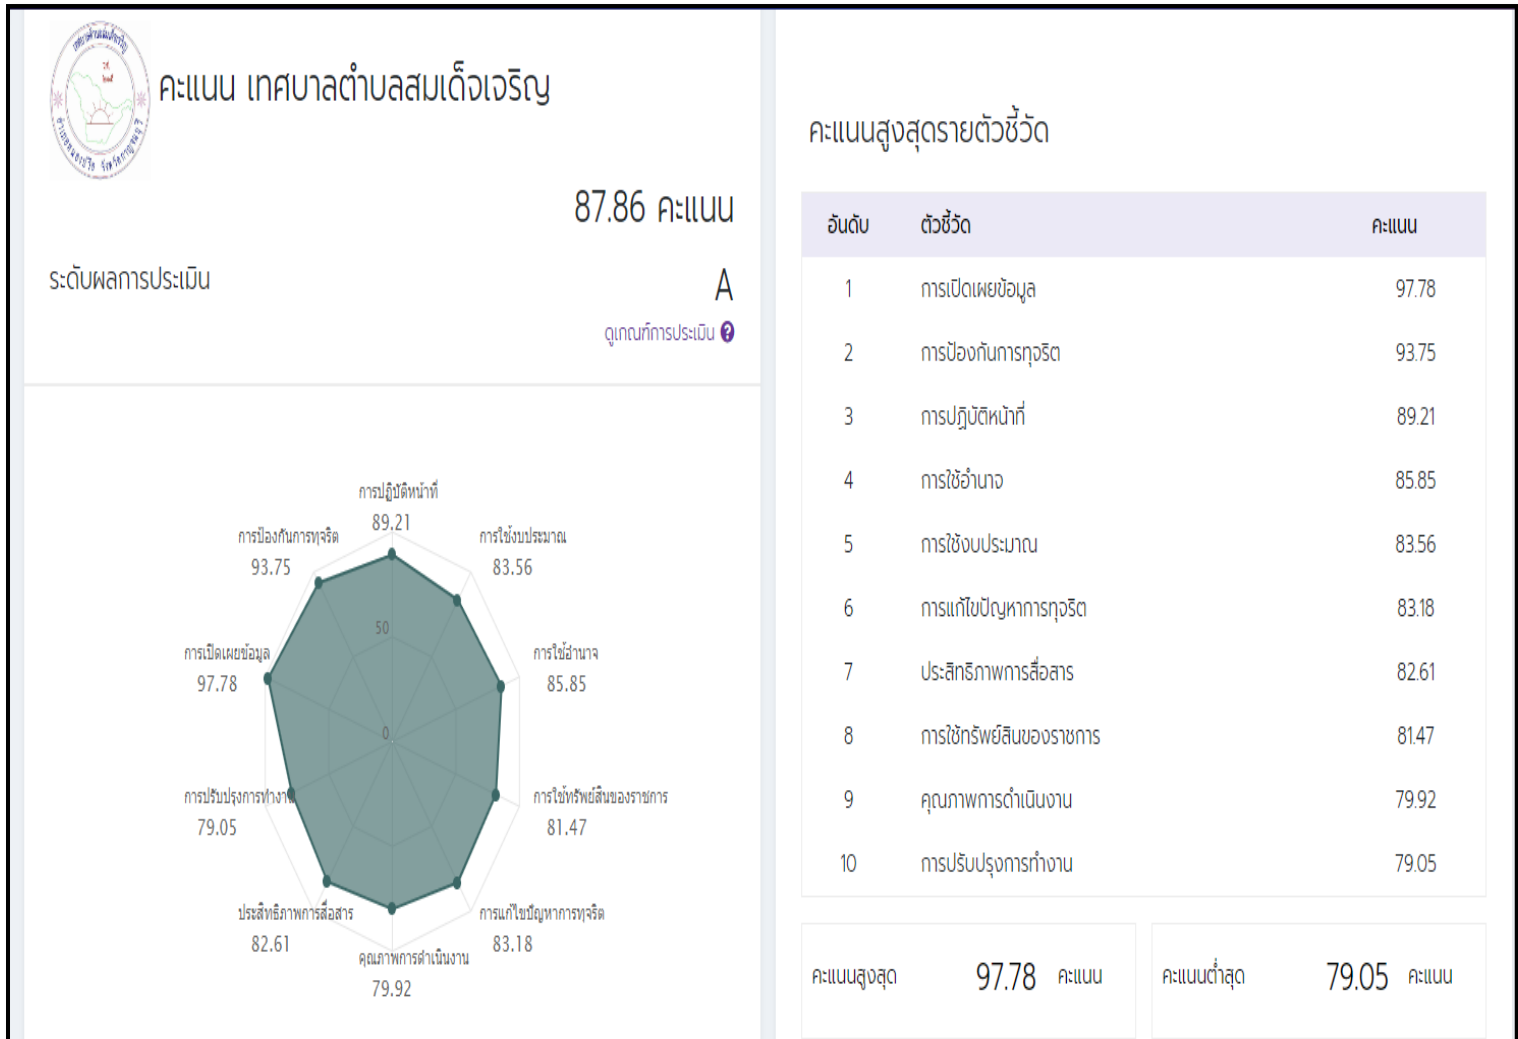 คะแนน เทศบาลตำบลสมเด็จเจริญ
87.86 คะแนน
ระดับผลการประเมิน
A
ดูเกณฑ์การประเมิน
การปฏิบัติหน้าที่
89.21
การป้องกันการทุจริต
93.75
การใช้งบประมาณ
83.56
50
การเปิดเผยข้อมูล
97.78
การใช้อำนาจ
85.85
0
การปรับปรุงการทำงาน
79.05
การใช้ทรัพย์สินของราชการ
81.47
ประสิทธิภาพการสื่อสาร
82.61
การแก้ไขปัญหาการทุจริต
83.18
คุณภาพการดำเนินงาน
79.92
คะแนนสูงสุดรายตัวชี้วัด
อันดับ ตัวชี้วัด คะแนน
1 การเปิดเผยข้อมูล 97.78
2 การป้องกันการทุจริต 93.75
3 การปฏิบัติหน้าที่ 89.21
4 การใช้อำนาจ 85.85
5 การใช้งบประมาณ 83.56
6 การแก้ไขปัญหาการทุจริต 83.18
7 ประสิทธิภาพการสื่อสาร 82.61
8 การใช้ทรัพย์สินของราชการ 81.47
9 คุณภาพการดำเนินงาน 79.92
10 การปรับปรุงการทำงาน 79.05
คะแนนสูงสุด 97.78 คะแนน
คะแนนต่ำสุด 79.05 คะแนน